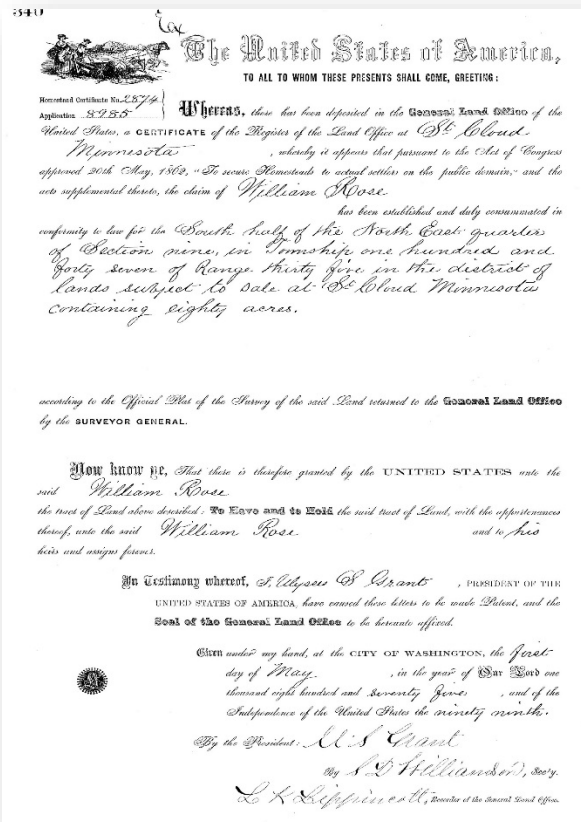 340
The United States of America,
TO ALL TO WHOM THESE PRESENTS SHALL COME, GREETING:
Homestead Certificate No. 2874
Application 8985
Whereas, there has been deposited in the General Land Office of the
United States, a CERTIFICATE of the Register of the Land Office at St Cloud
Minnesota, whereby it appears that pursuant to the Act of Congress
approved 20th May, 1862, "To secure Homesteads to actual settlers on the public domain," and the
acts supplemental thereto, the claim of William Rose
has been established and duly consummated in
conformity to law for the South half of the North East quarter
of Section nine, in Township one hundred and
forty seven of Range thirty five in the district of
lands subject to sale at St Cloud Minnesota
containing eighty acres.
according to the Official Plat of the Survey of the said Land returned to the General Land Office
by the SURVEYOR GENERAL.
Now know ye, That there is therefore granted by the UNITED STATES unto the
said William Rose
the tract of Land above described: To Have and to Hold the said tract of Land, with the appurtenances
thereof, unto the said William Rose and to his
heirs and assigns forever.
In Testimony whereof, I, Ulysses S Grant, PRESIDENT OF THE
UNITED STATES OF AMERICA, have caused these letters to be made Patent, and the
Seal of the General Land Office to be hereunto affixed.
Given under my hand, at the CITY OF WASHINGTON, the first
day of May, in the year of Our Lord one
thousand eight hundred and seventy five, and of the
Independence of the United States the ninety ninth.
By the President: U S Grant
By S D Williamson, Secy.
L K Lippincott, Recorder of the General Land Office.